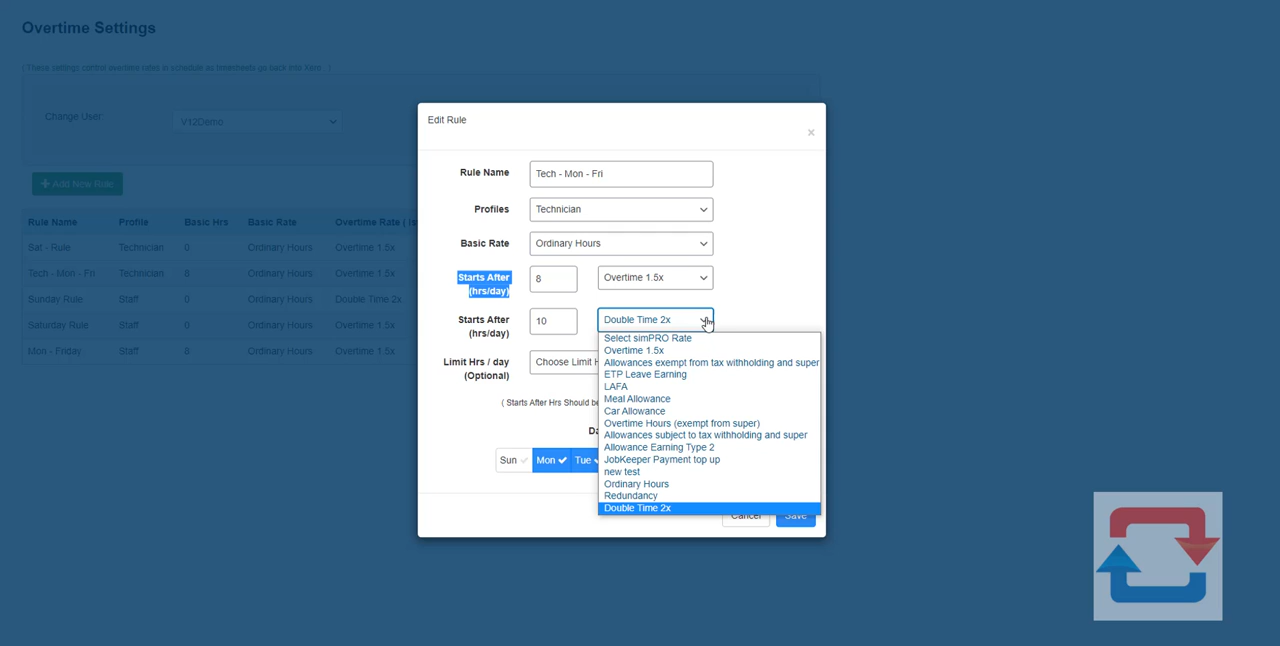 Overtime Settings
( These settings control overtime rates in schedule as timesheets go back into Xero. )
Change User
V12Demo
Add New Rule
Rule Name Profile Basic Hrs Basic Rate Overtime Rate (
Sat - Rule Technician 0 Ordinary Hours Overtime 1.5x
Tech - Mon - Fri Technician 8 Ordinary Hours Overtime 1.5x
Sunday Rule Staff 0 Ordinary Hours Double Time 2x
Saturday Rule Staff 0 Ordinary Hours Overtime 1.5x
Mon - Friday Staff 8 Ordinary Hours Overtime 1.5x
Edit Rule
×
Rule Name Tech - Mon - Fri
Profiles Technician
Basic Rate Ordinary Hours
Starts After
(hrs/day) 8 Overtime 1.5x
Starts After
(hrs/day) 10 Double Time 2x
Limit Hrs / day
(Optional) Choose Limit H
( Starts After Hrs Should be
Da
Sun Mon Tue
Select simPRO Rate
Overtime 1.5x
Allowances exempt from tax withholding and super
ETP Leave Earning
LAFA
Meal Allowance
Car Allowance
Overtime Hours (exempt from super)
Allowances subject to tax withholding and super
Allowance Earning Type 2
JobKeeper Payment top up
new test
Ordinary Hours
Redundancy
Double Time 2x
Cancel Save